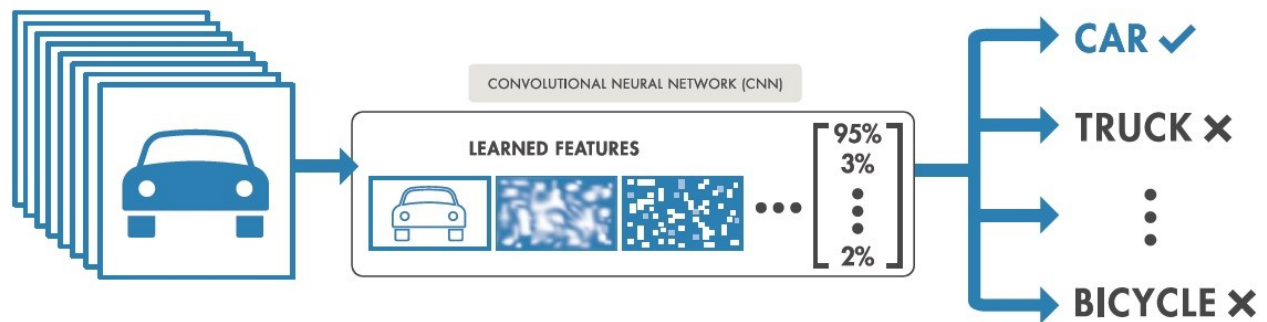 CONVOLUTIONAL NEURAL NETWORK (CNN)
LEARNED FEATURES
95%
3%
2%
CAR ✓
TRUCK ✕
BICYCLE ✕